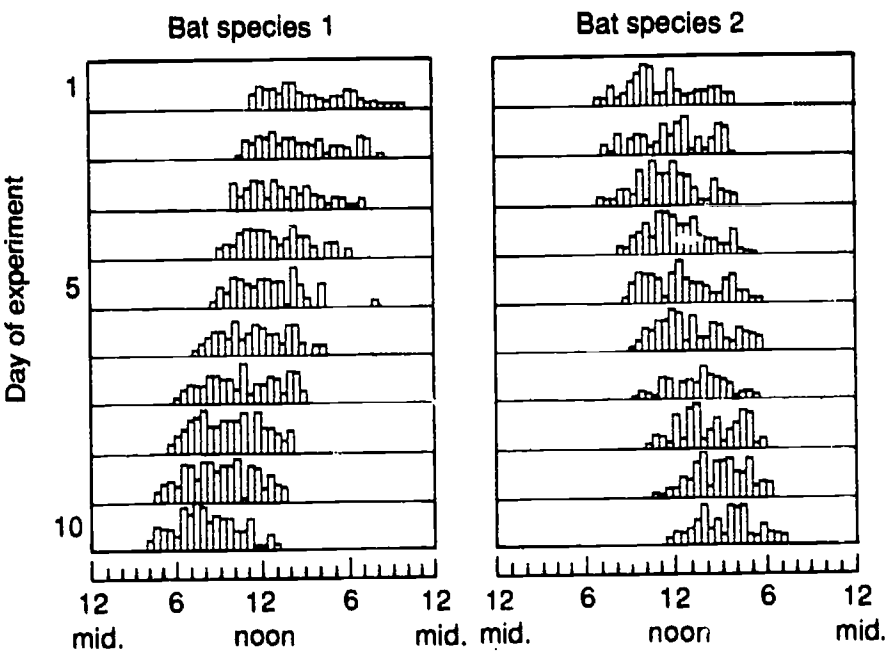 Bat species 1
Bat species 2
Day of experiment
1
5
10
12 6 12 6 12
mid. noon mid.
12 6 12 6 12
mid. noon mid.